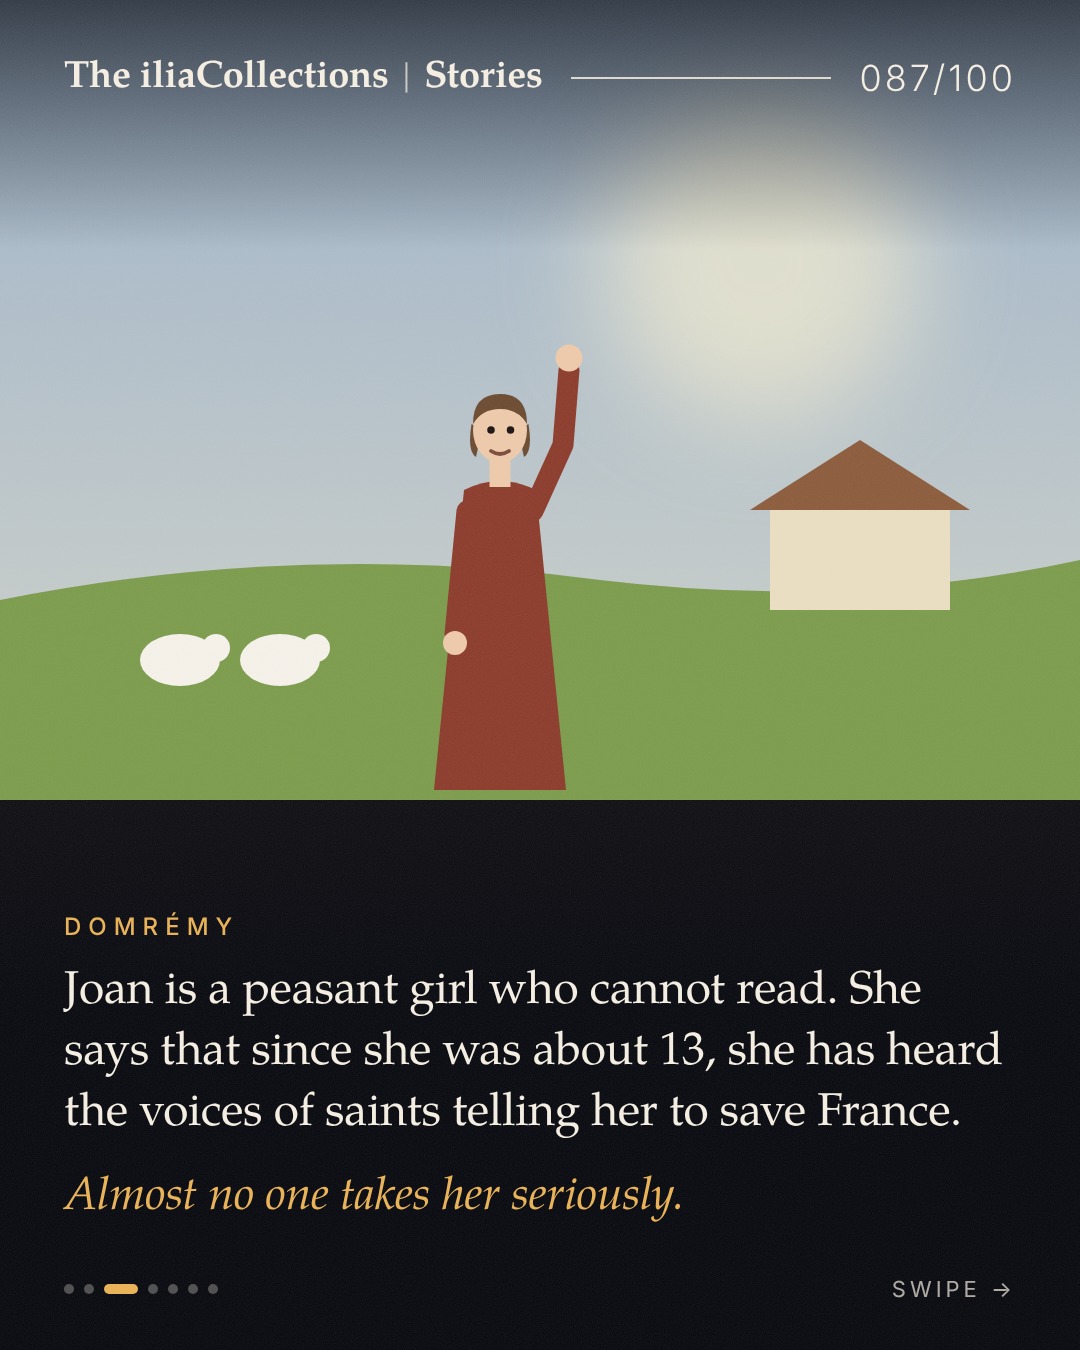 The iliaCollections | Stories 087/100
DOMRÉMY
Joan is a peasant girl who cannot read. She
says that since she was about 13, she has heard
the voices of saints telling her to save France.
Almost no one takes her seriously.
SWIPE →